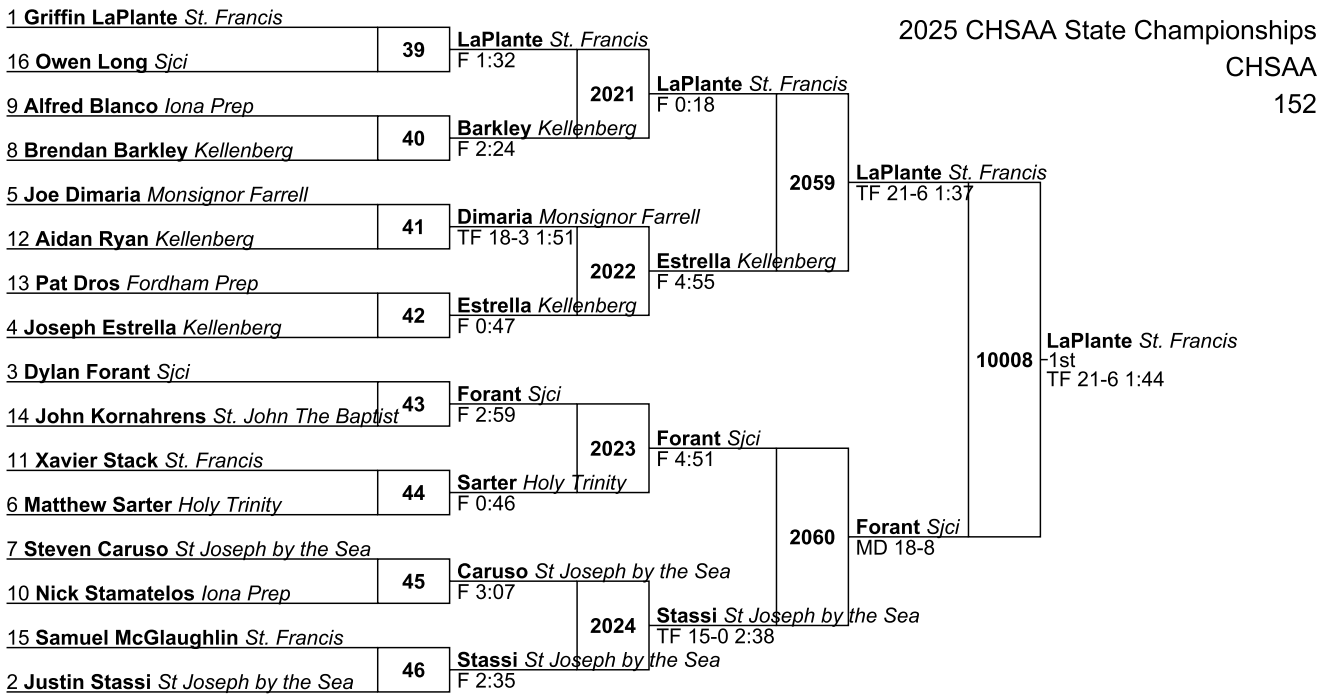 2025 CHSAA State Championships
CHSAA
152
1 Griffin LaPlante St. Francis
39
16 Owen Long Sjci
9 Alfred Blanco Iona Prep
40
8 Brendan Barkley Kellenberg
5 Joe Dimaria Monsignor Farrell
41
12 Aidan Ryan Kellenberg
13 Pat Dros Fordham Prep
42
4 Joseph Estrella Kellenberg
3 Dylan Forant Sjci
43
14 John Kornahrens St. John The Baptist
11 Xavier Stack St. Francis
44
6 Matthew Sarter Holy Trinity
7 Steven Caruso St Joseph by the Sea
45
10 Nick Stamatelos Iona Prep
15 Samuel McGlaughlin St. Francis
46
2 Justin Stassi St Joseph by the Sea
LaPlante St. Francis
F 1:32
2021
Barkley Kellenberg
F 2:24
Dimaria Monsignor Farrell
TF 18-3 1:51
2022
Estrella Kellenberg
F 0:47
Forant Sjci
F 2:59
2023
Sarter Holy Trinity
F 0:46
Caruso St Joseph by the Sea
F 3:07
2024
Stassi St Joseph by the Sea
F 2:35
LaPlante St. Francis
F 0:18
2059
Estrella Kellenberg
F 4:55
Forant Sjci
F 4:51
2060
Stassi St Joseph by the Sea
TF 15-0 2:38
LaPlante St. Francis
TF 21-6 1:37
10008
Forant Sjci
MD 18-8
LaPlante St. Francis
1st
TF 21-6 1:44